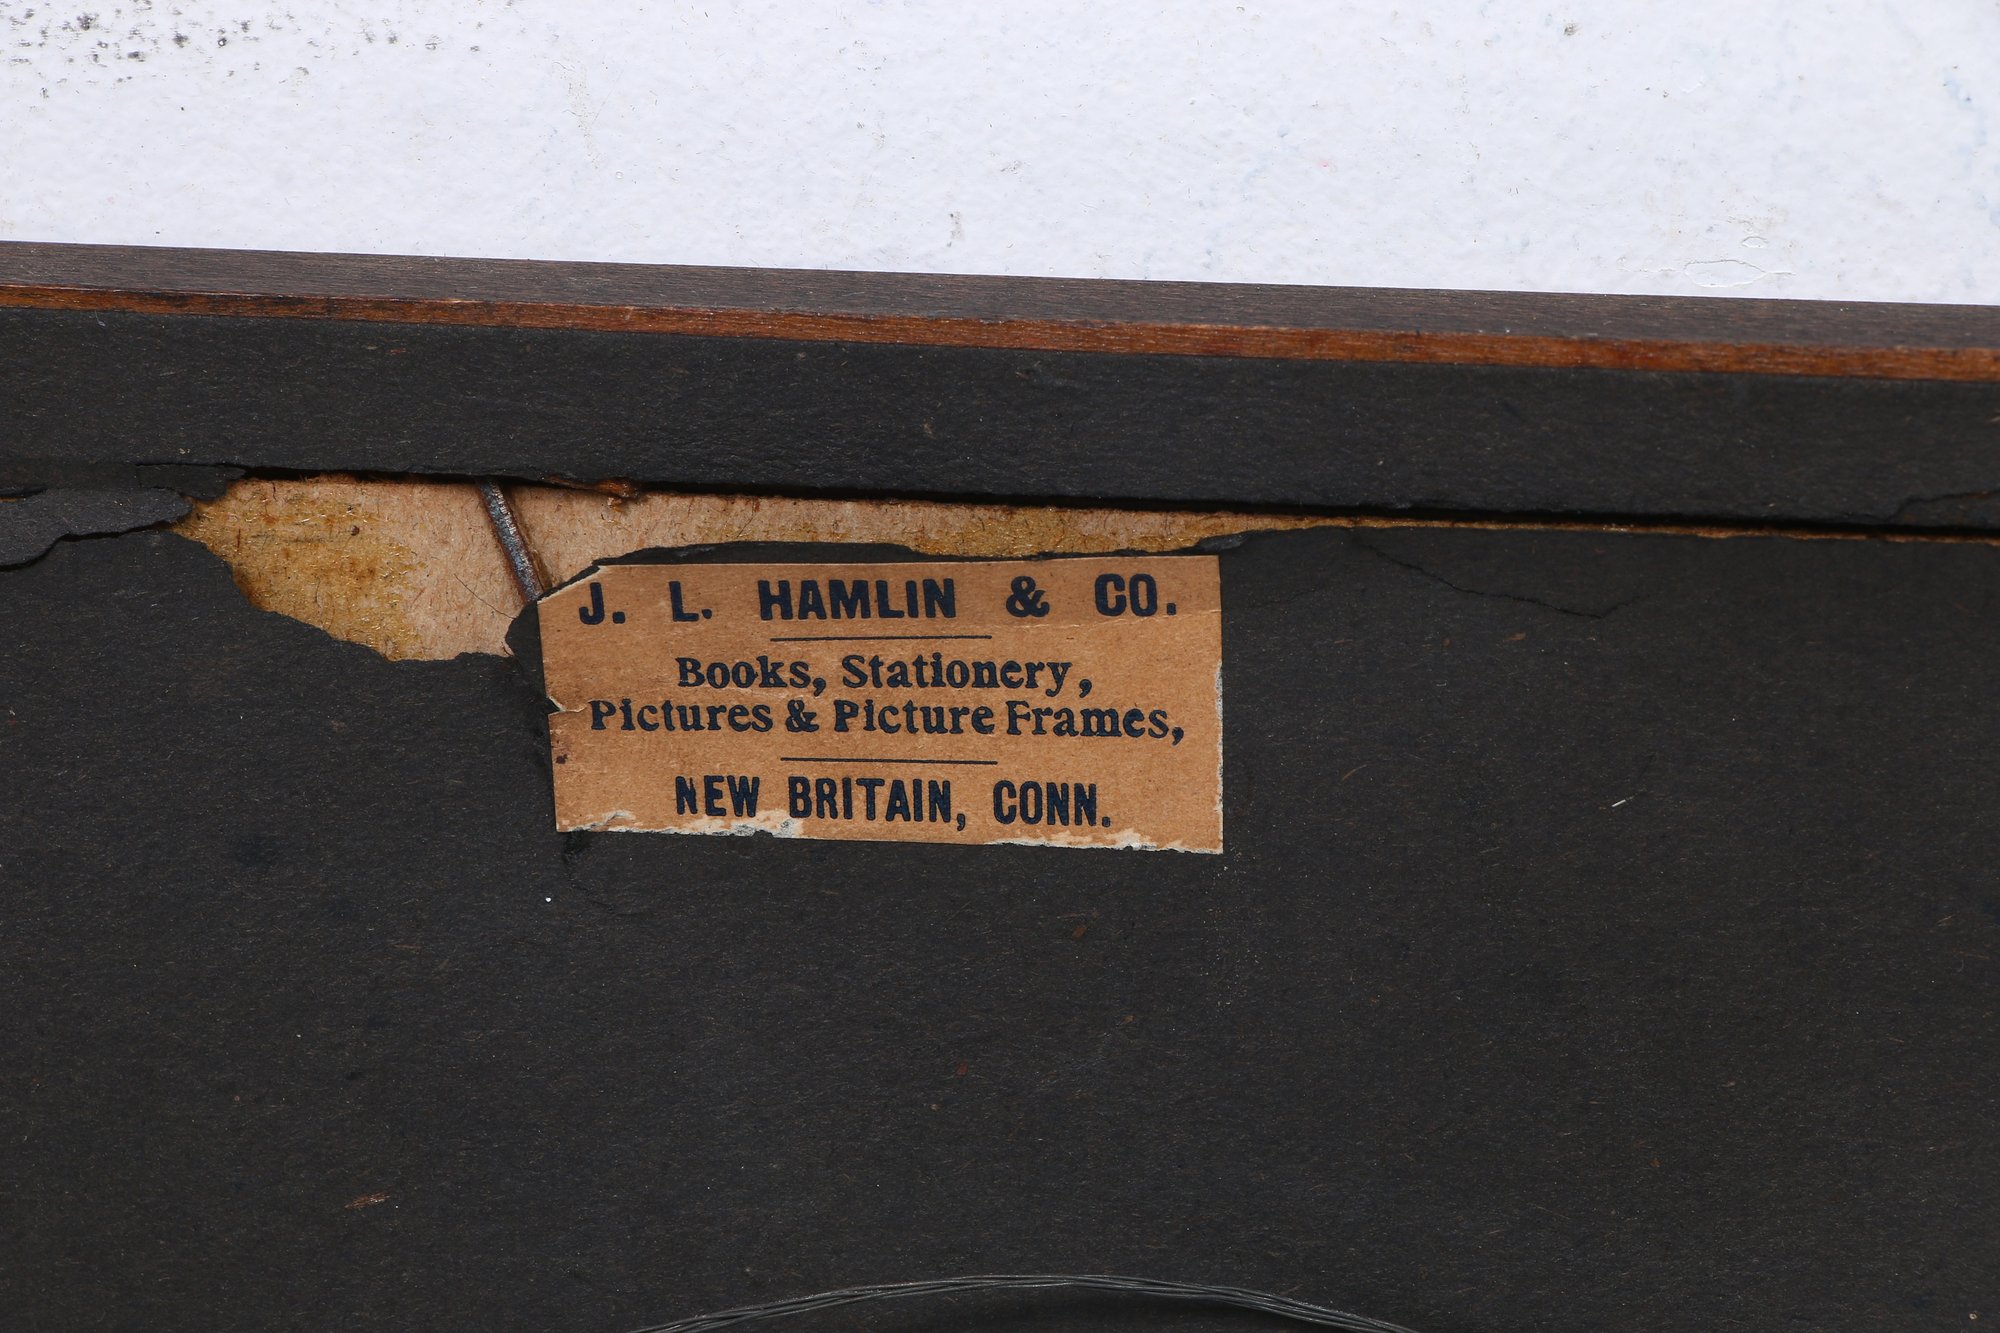 J. L. HAMLIN & CO.
Books, Stationery,
Pictures & Picture Frames,
NEW BRITAIN, CONN.